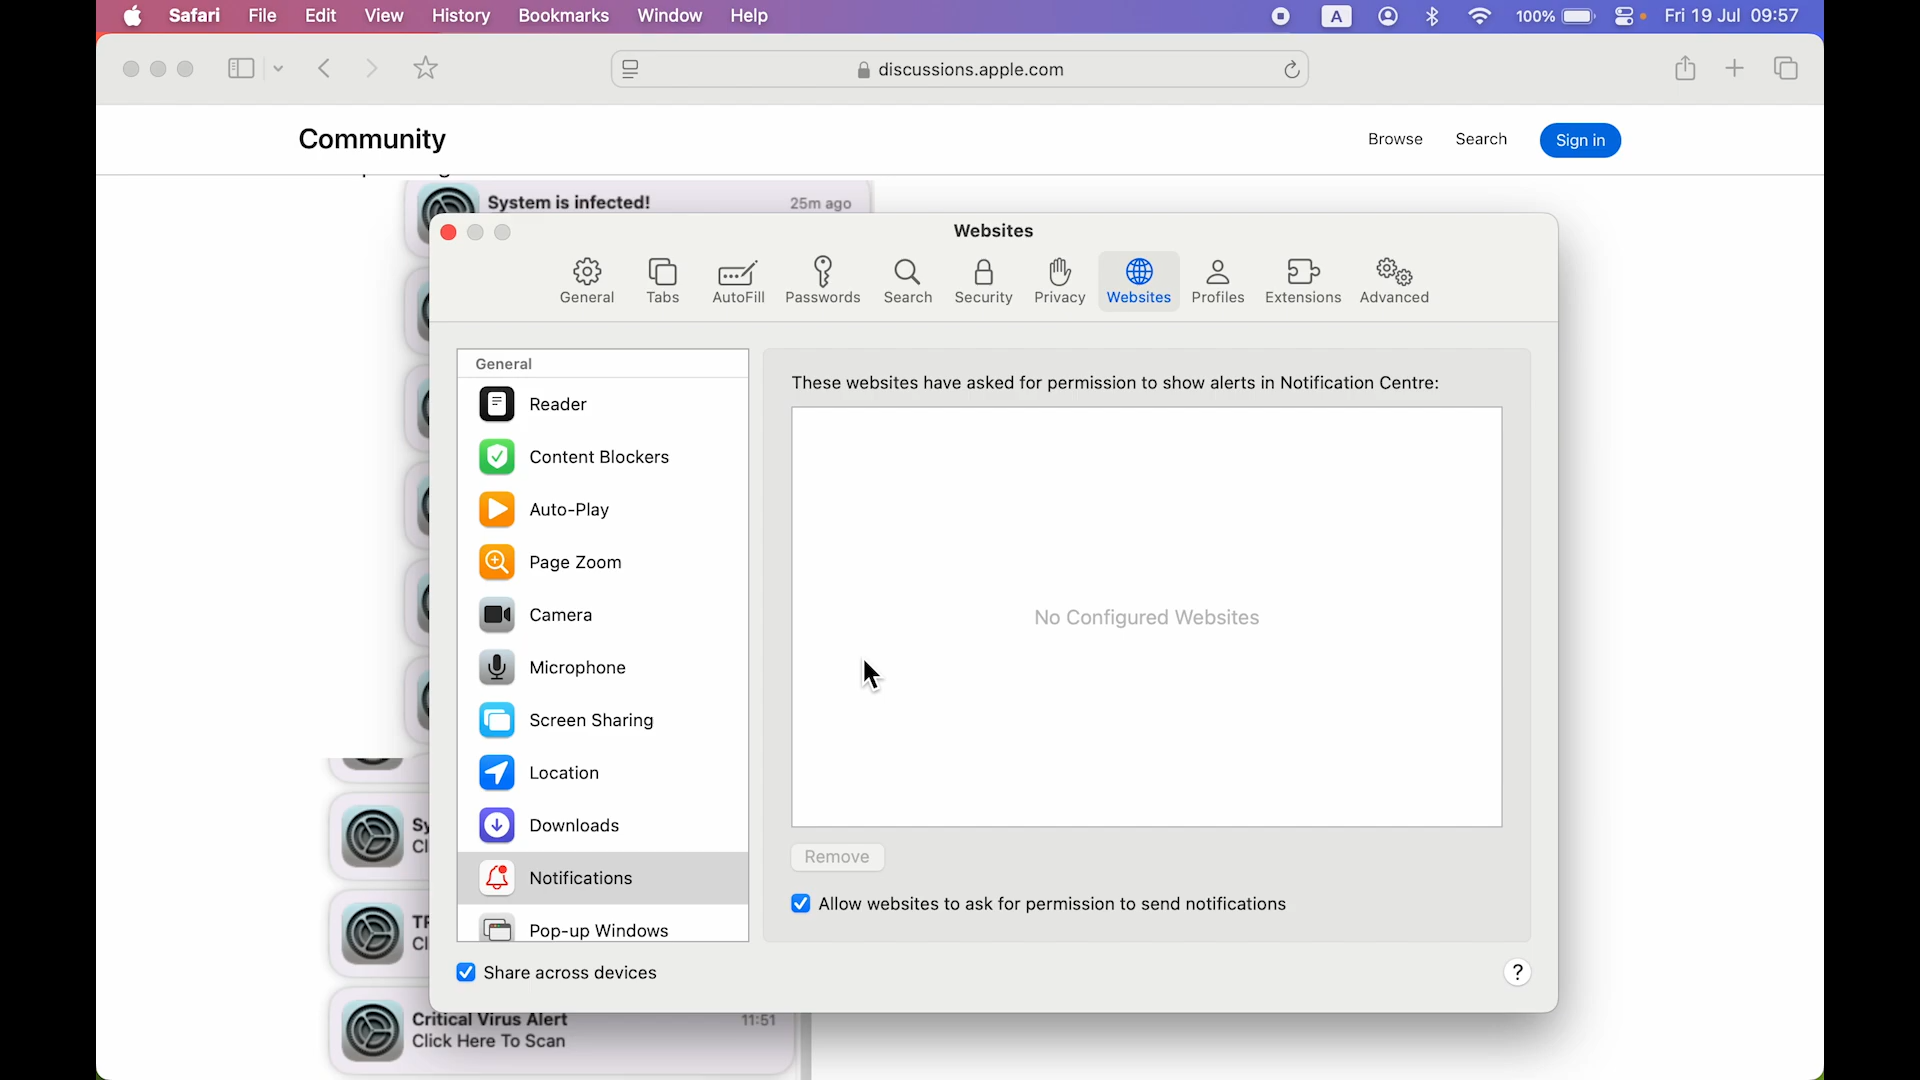 Safari File Edit View History Bookmarks Window Help A 100% Fri 19 Jul 09:57
discussions.apple.com
Community Browse Search Sign in
System is infected! 25m ago
Websites
General Tabs AutoFill Passwords Search Security Privacy Websites Profiles Extensions Advanced
General
Reader
Content Blockers
Auto-Play
Page Zoom
Camera
Microphone
Screen Sharing
Location
Downloads
Notifications
Pop-up Windows
These websites have asked for permission to show alerts in Notification Centre:
No Configured Websites
Remove
Allow websites to ask for permission to send notifications
Share across devices ?
Sy
Cl
TF
Cl
Critical Virus Alert 11:51
Click Here To Scan